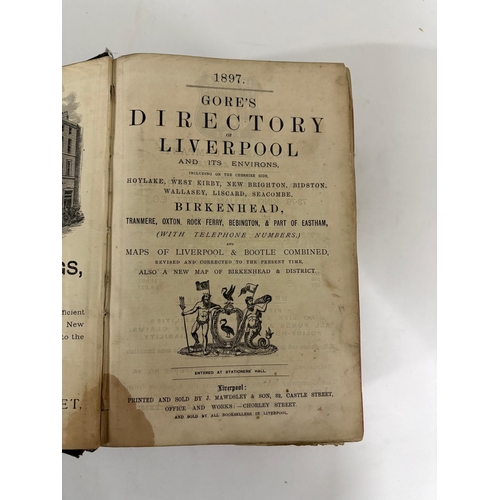 GS,
ficient
New
to the
ET,
1897.
GORE'S
DIRECTORY
OF
LIVERPOOL
AND ITS ENVIRONS,
INCLUDING ON THE CHESHIRE SIDE,
HOYLAKE, WEST KIRBY, NEW BRIGHTON, BIDSTON,
WALLASEY, LISCARD, SEACOMBE,
BIRKENHEAD,
TRANMERE, OXTON, ROCK FERRY, BEBINGTON, & PART OF EASTHAM,
(WITH TELEPHONE NUMBERS,)
AND
MAPS OF LIVERPOOL & BOOTLE COMBINED,
REVISED AND CORRECTED TO THE PRESENT TIME,
ALSO A NEW MAP OF BIRKENHEAD & DISTRICT.
ENTERED AT STATIONERS HALL.
Liverpool:
PRINTED AND SOLD BY J. MAWDSLEY & SON, CASTLE STREET,
OFFICE AND WORKS:—CHORLEY STREET.
AND SOLD BY ALL BOOKSELLERS IN LIVERPOOL.